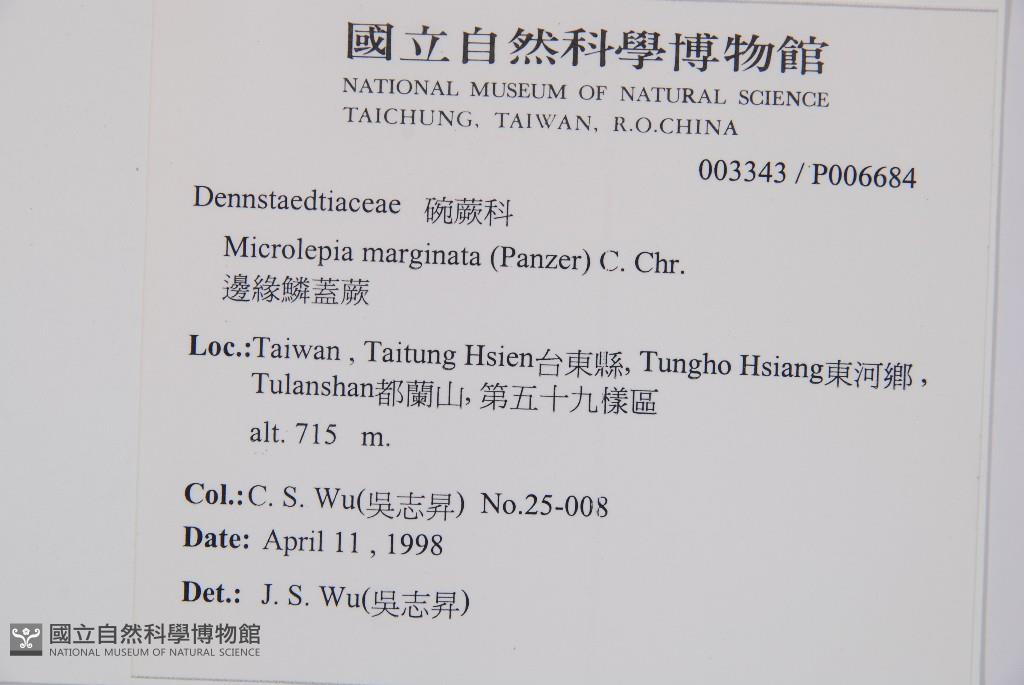 國立自然科學博物館
NATIONAL MUSEUM OF NATURAL SCIENCE
TAICHUNG, TAIWAN, R.O.CHINA
003343 / P006684
Dennstaedtiaceae 碗蕨科
Microlepia marginata (Panzer) C. Chr.
邊緣鱗蓋蕨
Loc.:Taiwan , Taitung Hsien台東縣, Tungho Hsiang東河鄉 ,
Tulanshan都蘭山, 第五十九樣區
alt. 715 m.
Col.:C. S. Wu(吳志昇) No.25-008
Date: April 11 , 1998
Det.: J. S. Wu(吳志昇)
國立自然科學博物館
NATIONAL MUSEUM OF NATURAL SCIENCE